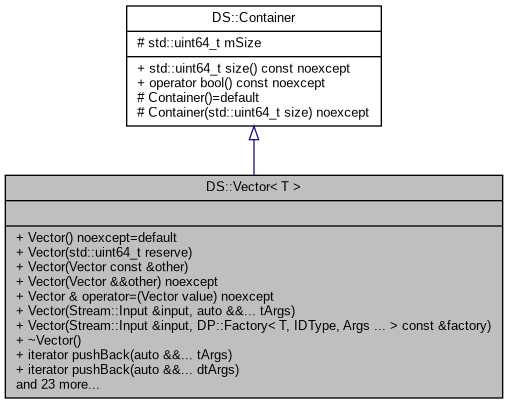 DS::Container
# std::uint64_t mSize
+ std::uint64_t size() const noexcept
+ operator bool() const noexcept
# Container()=default
# Container(std::uint64_t size) noexcept
DS::Vector< T >
+ Vector() noexcept=default
+ Vector(std::uint64_t reserve)
+ Vector(Vector const &other)
+ Vector(Vector &&other) noexcept
+ Vector & operator=(Vector value) noexcept
+ Vector(Stream::Input &input, auto &&... tArgs)
+ Vector(Stream::Input &input, DP::Factory< T, IDType, Args ... > const &factory)
+ ~Vector()
+ iterator pushBack(auto &&... tArgs)
+ iterator pushBack(auto &&... dtArgs)
and 23 more...